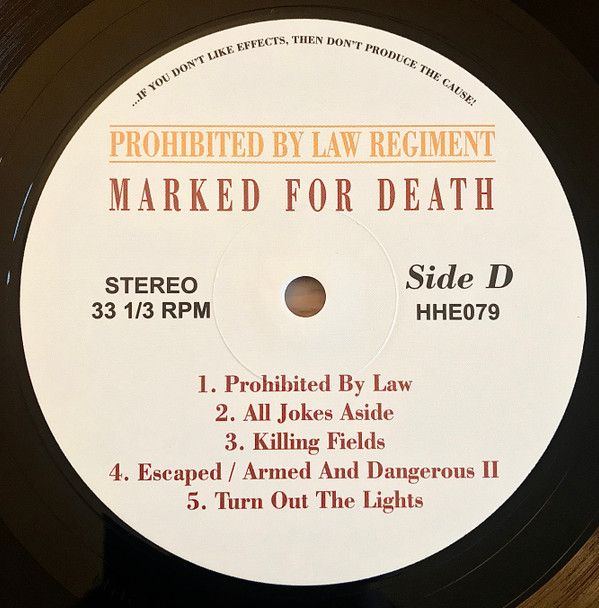 ...IF YOU DON'T LIKE EFFECTS, THEN DON'T PRODUCE THE CAUSE!
PROHIBITED BY LAW REGIMENT
MARKED FOR DEATH
STEREO
33 1/3 RPM
Side D
HHE079
1. Prohibited By Law
2. All Jokes Aside
3. Killing Fields
4. Escaped / Armed And Dangerous II
5. Turn Out The Lights